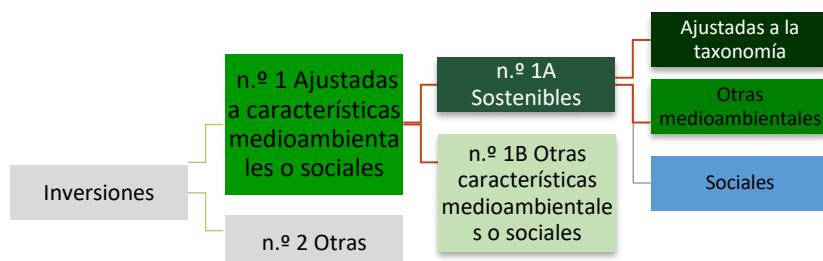 Inversiones
n.º 1 Ajustadas
a características
medioambienta
les o sociales
n.º 2 Otras
n.º 1A
Sostenibles
n.º 1B Otras
características
medioambientale
s o sociales
Ajustadas a la
taxonomía
Otras
medioambientales
Sociales